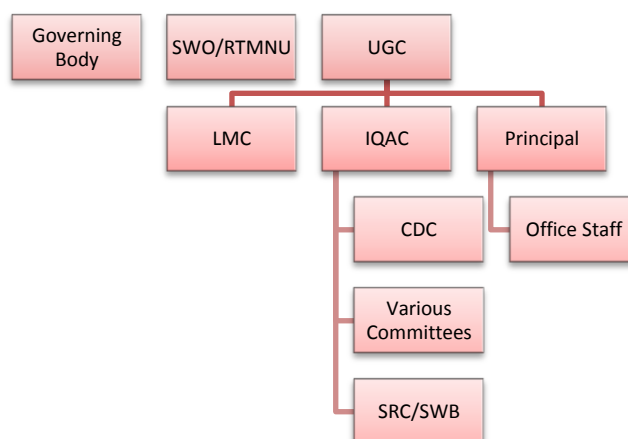 Governing
Body
SWO/RTMNU
UGC
LMC
IQAC
Principal
CDC
Office Staff
Various
Committees
SRC/SWB